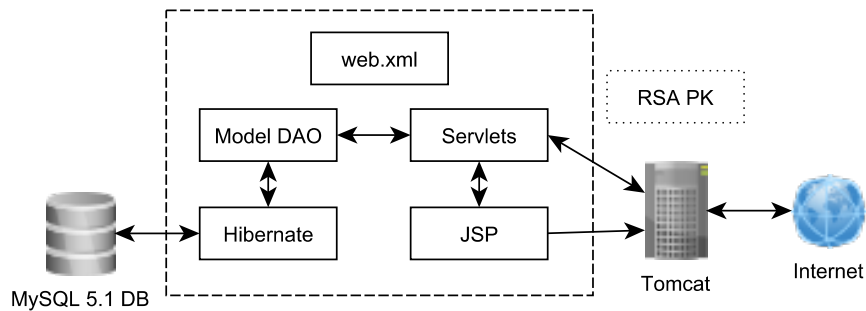 web.xml
RSA PK
Model DAO
Servlets
Hibernate
JSP
MySQL 5.1 DB
Tomcat
Internet